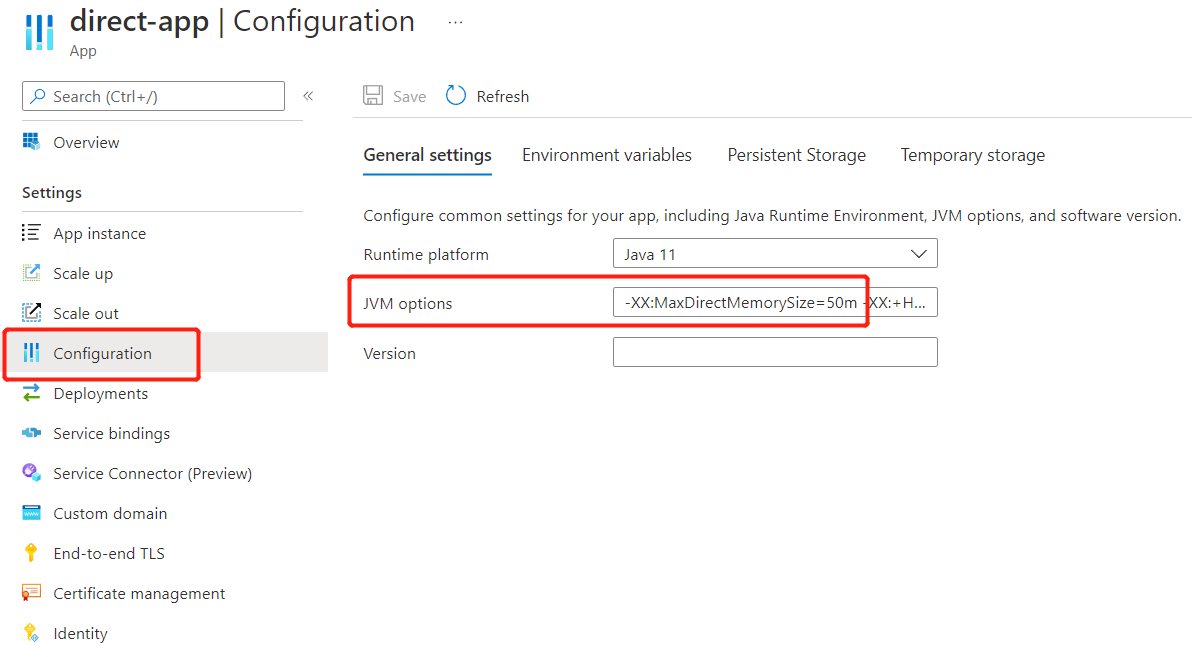 direct-app | Configuration ...
App
Search (Ctrl+/) «
Overview
Settings
App instance
Scale up
Scale out
Configuration
Deployments
Service bindings
Service Connector (Preview)
Custom domain
End-to-end TLS
Certificate management
Identity
Save Refresh
General settings Environment variables Persistent Storage Temporary storage
Configure common settings for your app, including Java Runtime Environment, JVM options, and software version.
Runtime platform Java 11
JVM options -XX:MaxDirectMemorySize=50m -XX:+H...
Version